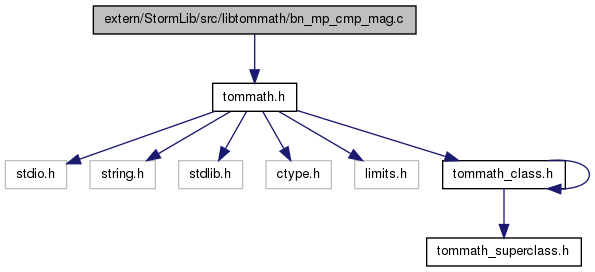 extern/StormLib/src/libtommath/bn_mp_cmp_mag.c
tommath.h
stdio.h
string.h
stdlib.h
ctype.h
limits.h
tommath_class.h
tommath_superclass.h